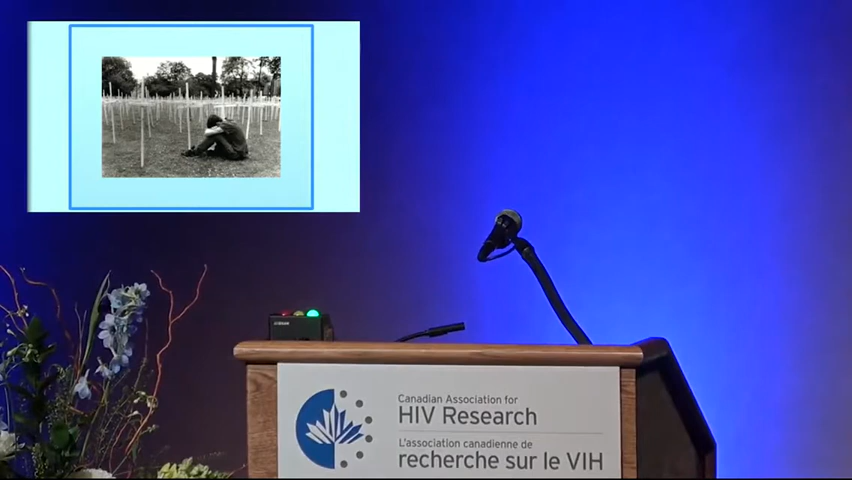 Canadian Association for
HIV Research
L'association canadienne de
recherche sur le VIH